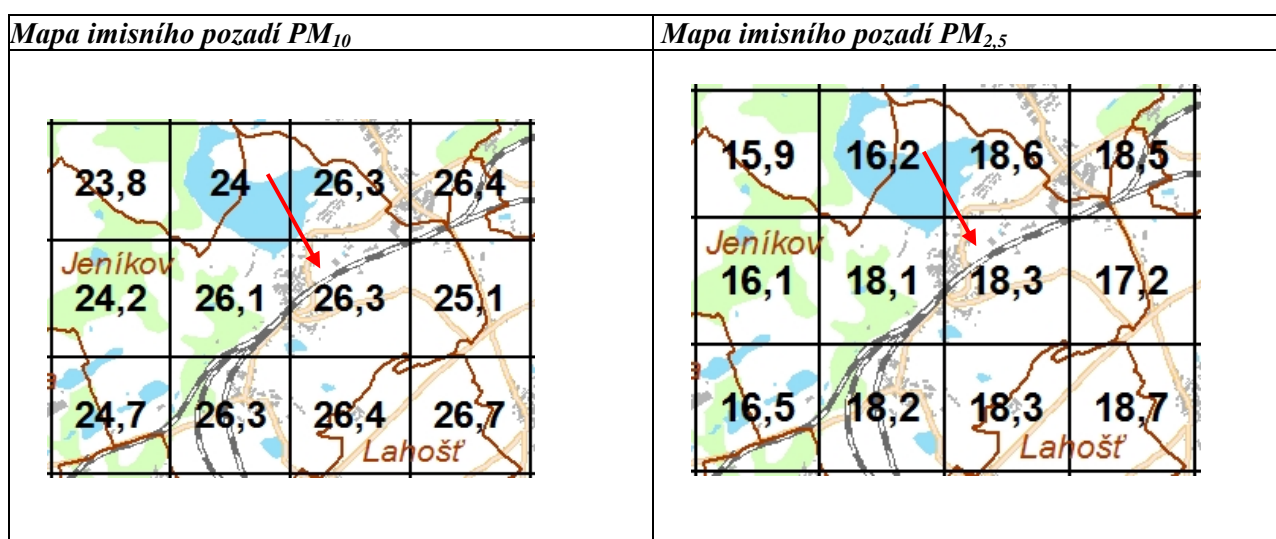 Mapa imisního pozadí PM10
23,8 24 26,3 26,4
Jeníkov
24,2 26,1 26,3 25,1
24,7 26,3 26,4 26,7
Lahošť
Mapa imisního pozadí PM2,5
15,9 16,2 18,6 18,5
Jeníkov
16,1 18,1 18,3 17,2
16,5 18,2 18,3 18,7
Lahošť